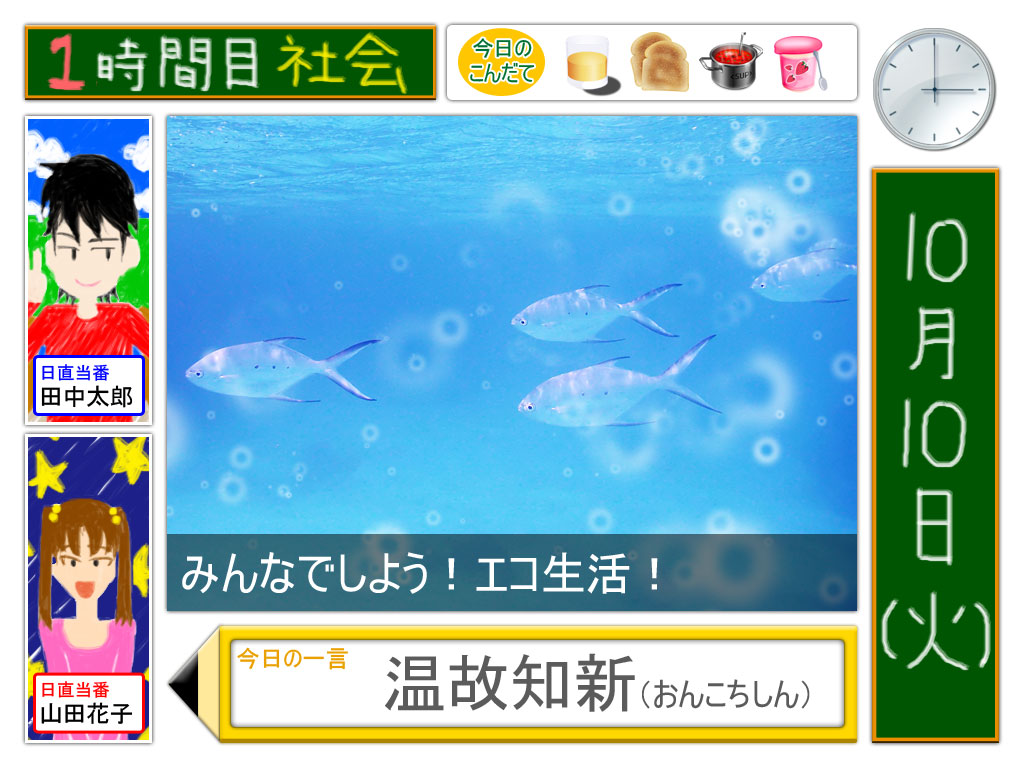 1時間目 社会
今日の
こんだて
SUP
日直当番
田中太郎
日直当番
山田花子
みんなでしよう！エコ生活！
今日の一言
温故知新（おんこちしん）
10月10日（火）